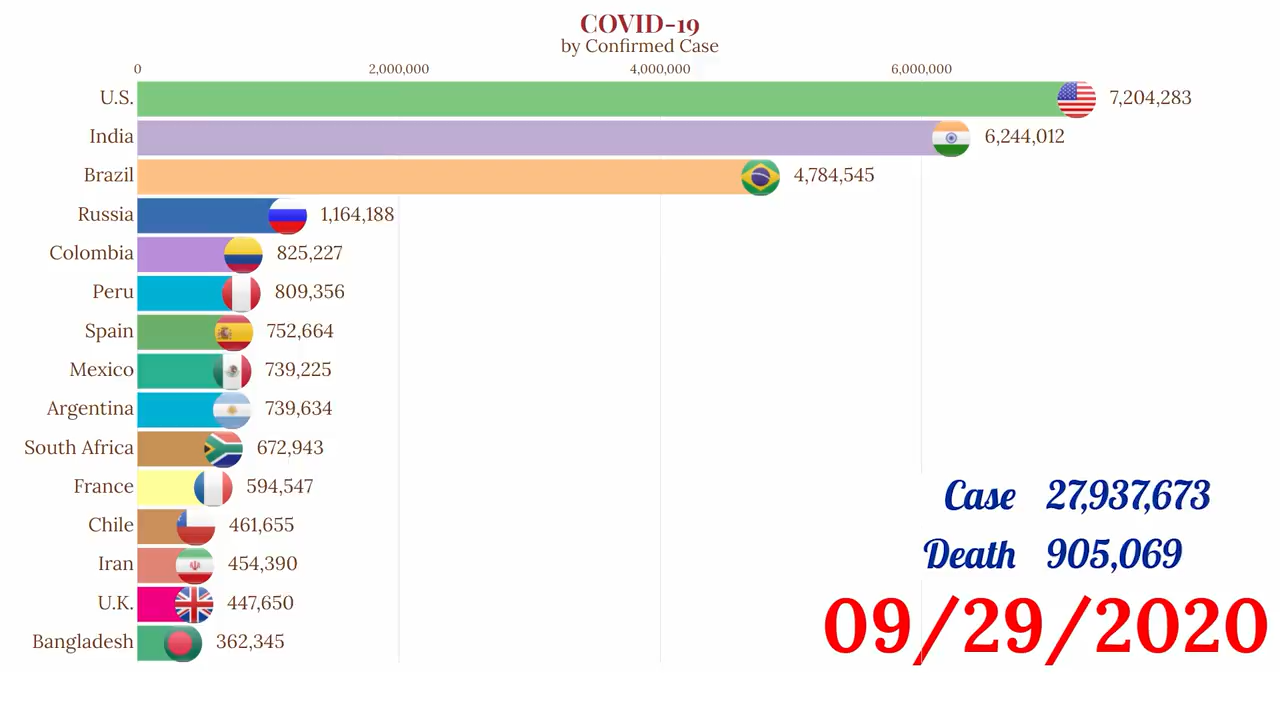 COVID-19
by Confirmed Case
0 2,000,000 4,000,000 6,000,000
U.S. 7,204,283
India 6,244,012
Brazil 4,784,545
Russia 1,164,188
Colombia 825,227
Peru 809,356
Spain 752,664
Mexico 739,225
Argentina 739,634
South Africa 672,943
France 594,547
Chile 461,655
Iran 454,390
U.K. 447,650
Bangladesh 362,345
Case 27,937,673
Death 905,069
09/29/2020